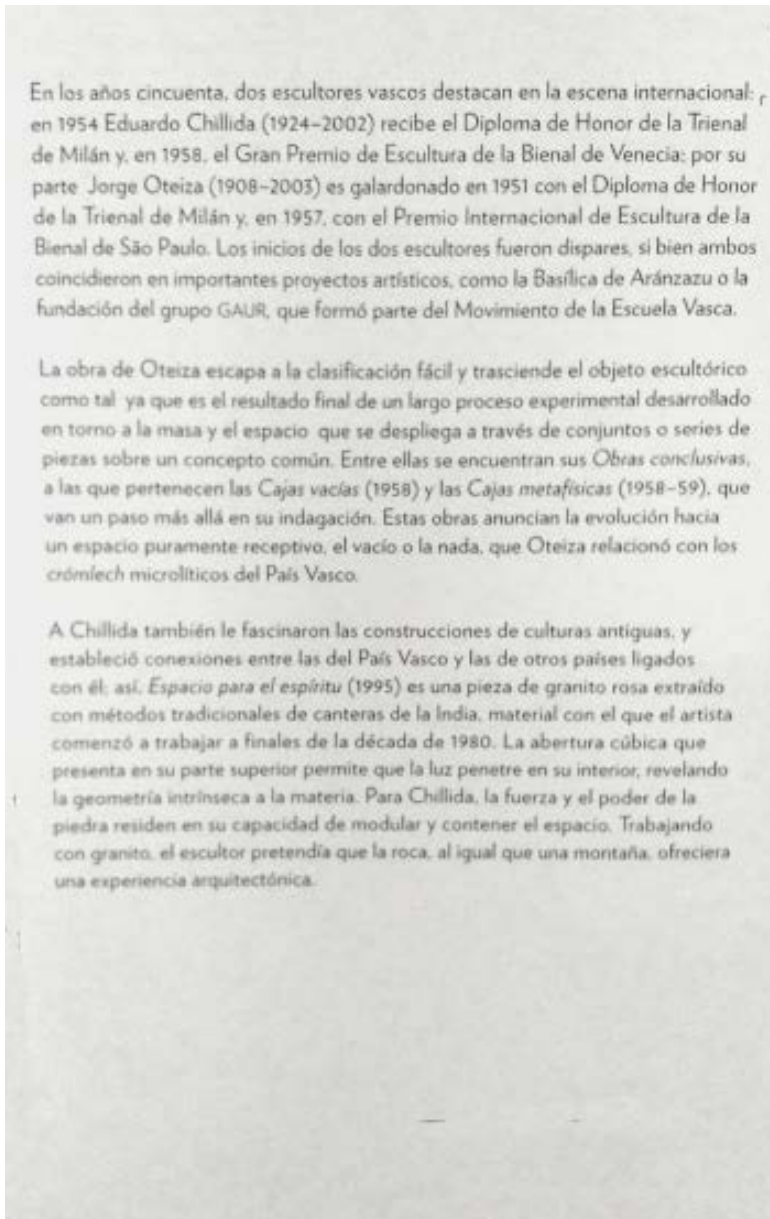 En los años cincuenta, dos escultores vascos destacan en la escena internacional:
en 1954 Eduardo Chillida (1924–2002) recibe el Diploma de Honor de la Trienal
de Milán y, en 1958, el Gran Premio de Escultura de la Bienal de Venecia; por su
parte Jorge Oteiza (1908–2003) es galardonado en 1951 con el Diploma de Honor
de la Trienal de Milán y, en 1957, con el Premio Internacional de Escultura de la
Bienal de São Paulo. Los inicios de los dos escultores fueron dispares, si bien ambos
coincidieron en importantes proyectos artísticos, como la Basílica de Aránzazu o la
fundación del grupo GAUR, que formó parte del Movimiento de la Escuela Vasca.
La obra de Oteiza escapa a la clasificación fácil y trasciende el objeto escultórico
como tal ya que es el resultado final de un largo proceso experimental desarrollado
en torno a la masa y el espacio que se despliega a través de conjuntos o series de
piezas sobre un concepto común. Entre ellas se encuentran sus Obras conclusivas,
a las que pertenecen las Cajas vacías (1958) y las Cajas metafísicas (1958–59), que
van un paso más allá en su indagación. Estas obras anuncian la evolución hacia
un espacio puramente receptivo, el vacío o la nada, que Oteiza relacionó con los
crómlech microlíticos del País Vasco.
A Chillida también le fascinaron las construcciones de culturas antiguas, y
estableció conexiones entre las del País Vasco y las de otros países ligados
con él; así, Espacio para el espíritu (1995) es una pieza de granito rosa extraído
con métodos tradicionales de canteras de la India, material con el que el artista
comenzó a trabajar a finales de la década de 1980. La abertura cúbica que
presenta en su parte superior permite que la luz penetre en su interior, revelando
la geometría intrínseca a la materia. Para Chillida, la fuerza y el poder de la
piedra residen en su capacidad de modular y contener el espacio. Trabajando
con granito, el escultor pretendía que la roca, al igual que una montaña, ofreciera
una experiencia arquitectónica.